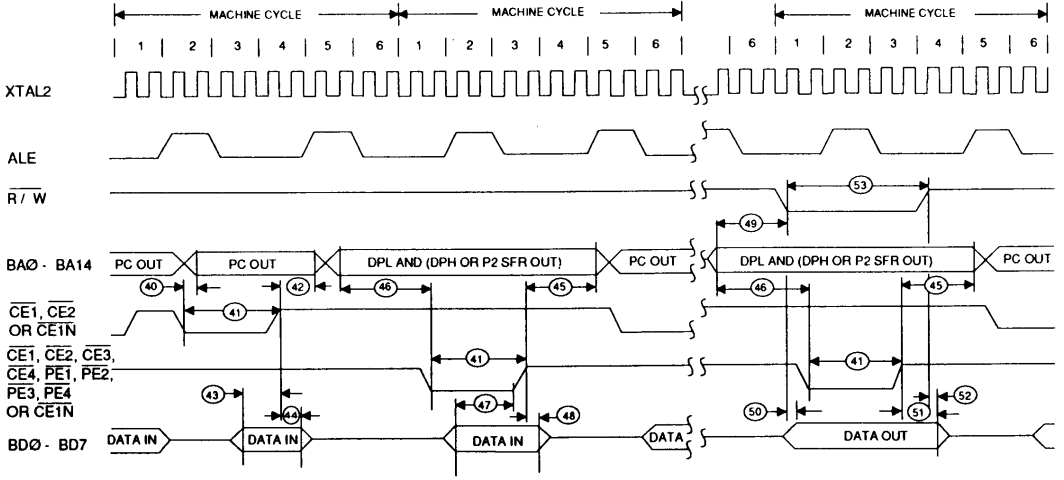 MACHINE CYCLE MACHINE CYCLE MACHINE CYCLE
1 2 3 4 5 6 1 2 3 4 5 6 6 1 2 3 4 5 6
XTAL2
ALE
R / W
53
49
BAØ - BA14 PC OUT PC OUT DPL AND (DPH OR P2 SFR OUT) PC OUT DPL AND (DPH OR P2 SFR OUT) PC OUT
40 42 46 45 46 45
CE1, CE2
OR CE1N
41
CE1, CE2, CE3,
CE4, PE1, PE2,
PE3, PE4
OR CE1N
41 41
43 47 52
44 48 50 51
BDØ - BD7 DATA IN DATA IN DATA IN DATA DATA OUT